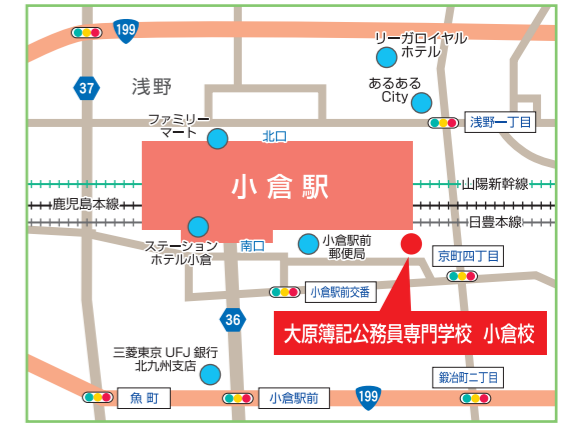 199
リーガロイヤル
ホテル
37
浅野
あるある
City
ファミリー
マート
北口
浅野一丁目
小倉駅
山陽新幹線
鹿児島本線
日豊本線
ステーション
ホテル小倉
南口
小倉駅前
郵便局
京町四丁目
小倉駅前交番
36
大原簿記公務員専門学校 小倉校
三菱東京UFJ銀行
北九州支店
鍛冶町二丁目
魚町
小倉駅前
199